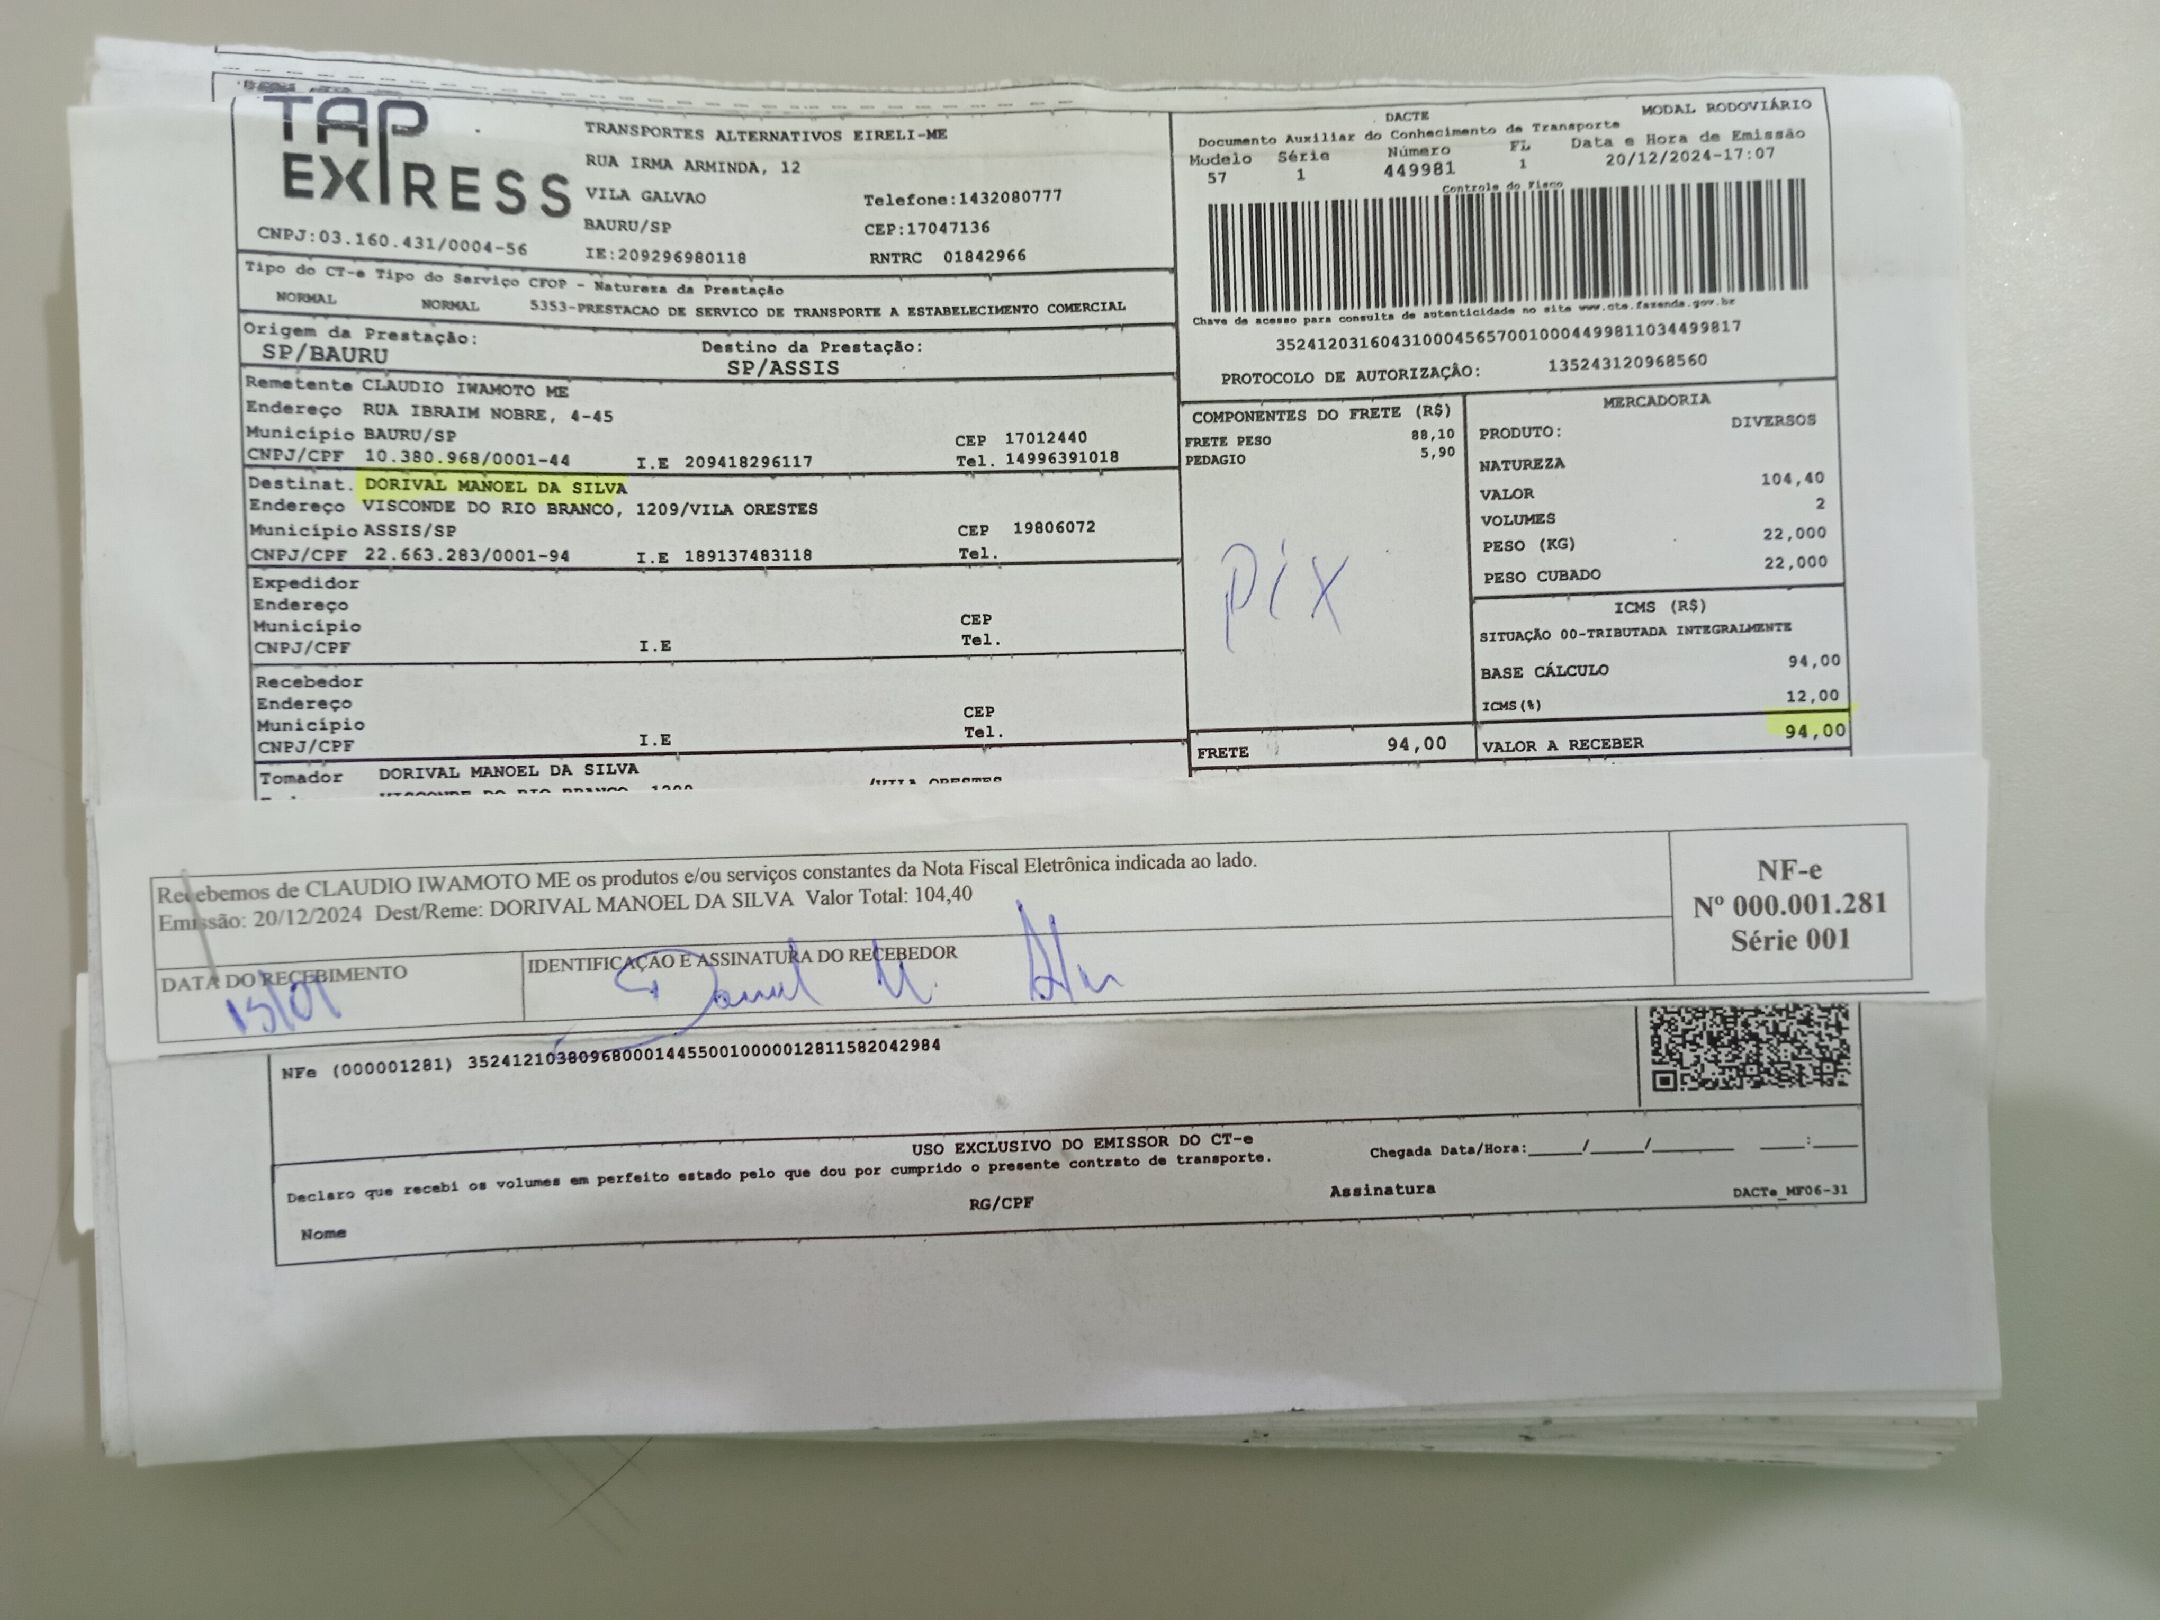 TAP EXPRESS
TRANSPORTES ALTERNATIVOS EIRELI-ME
RUA IRMA ARMINDA, 12
VILA GALVAO Telefone:1432080777
BAURU/SP CEP:17047136
CNPJ:03.160.431/0004-56 IE:209296980118 RNTRC 01842966
DACTE MODAL RODOVIÁRIO
Documento Auxiliar do Conhecimento de Transporte
Modelo Série Número FL Data e Hora de Emissão
57 1 449981 1 20/12/2024-17:07
Controle do Fisco
Chave de acesso para consulta de autenticidade no site www.cte.fazenda.gov.br
35241203160431000456570010004499811034499817
PROTOCOLO DE AUTORIZAÇÃO: 135243120968560
Tipo do CT-e Tipo do Serviço CFOP - Natureza da Prestação
NORMAL NORMAL 5353-PRESTACAO DE SERVICO DE TRANSPORTE A ESTABELECIMENTO COMERCIAL
Origem da Prestação: Destino da Prestação:
SP/BAURU SP/ASSIS
Remetente CLAUDIO IWAMOTO ME
Endereço RUA IBRAIM NOBRE, 4-45
Município BAURU/SP CEP 17012440
CNPJ/CPF 10.380.968/0001-44 I.E 209418296117 Tel. 14996391018
Destinat. DORIVAL MANOEL DA SILVA
Endereço VISCONDE DO RIO BRANCO, 1209/VILA ORESTES
Município ASSIS/SP CEP 19806072
CNPJ/CPF 22.663.283/0001-94 I.E 189137483118 Tel.
Expedidor
Endereço
Município CEP
CNPJ/CPF I.E Tel.
Recebedor
Endereço
Município CEP
CNPJ/CPF I.E Tel.
Tomador DORIVAL MANOEL DA SILVA
VISCONDE DO RIO BRANCO, 1209 /VILA ORESTES
COMPONENTES DO FRETE (R$)
FRETE PESO 88,10
PEDAGIO 5,90
Pix
FRETE 94,00
MERCADORIA
PRODUTO: DIVERSOS
NATUREZA
VALOR 104,40
VOLUMES 2
PESO (KG) 22,000
PESO CUBADO 22,000
ICMS (R$)
SITUAÇÃO 00-TRIBUTADA INTEGRALMENTE
BASE CÁLCULO 94,00
ICMS(%) 12,00
VALOR A RECEBER 94,00
Recebemos de CLAUDIO IWAMOTO ME os produtos e/ou serviços constantes da Nota Fiscal Eletrônica indicada ao lado.
Emissão: 20/12/2024 Dest/Reme: DORIVAL MANOEL DA SILVA Valor Total: 104,40
DATA DO RECEBIMENTO IDENTIFICAÇÃO E ASSINATURA DO RECEBEDOR
NF-e
Nº 000.001.281
Série 001
NFe (000001281) 35241210380968000144550010000012811582042984
USO EXCLUSIVO DO EMISSOR DO CT-e
Declaro que recebi os volumes em perfeito estado pelo que dou por cumprido o presente contrato de transporte.
Chegada Data/Hora:_____/_____/________ ____:____
Nome RG/CPF Assinatura DACTe_MF06-31